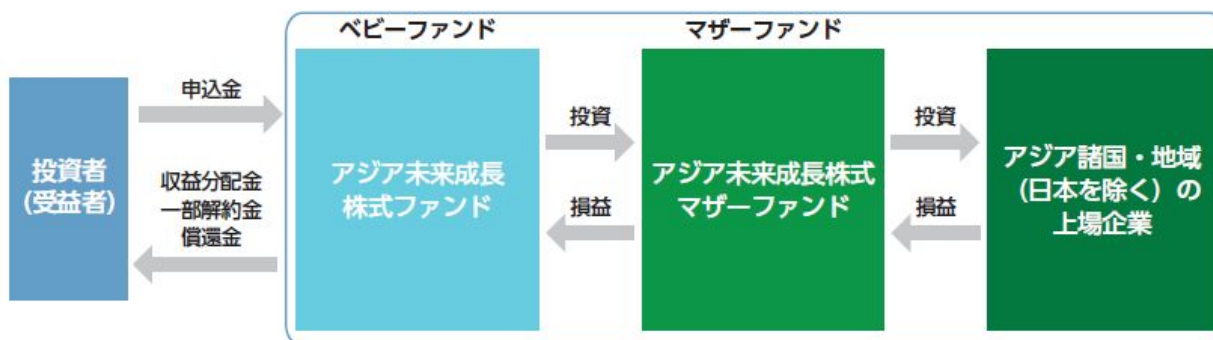 ベビーファンド
マザーファンド
投資者
(受益者)
申込金
収益分配金
一部解約金
償還金
アジア未来成長
株式ファンド
投資
損益
アジア未来成長株式
マザーファンド
投資
損益
アジア諸国・地域
（日本を除く）の
上場企業